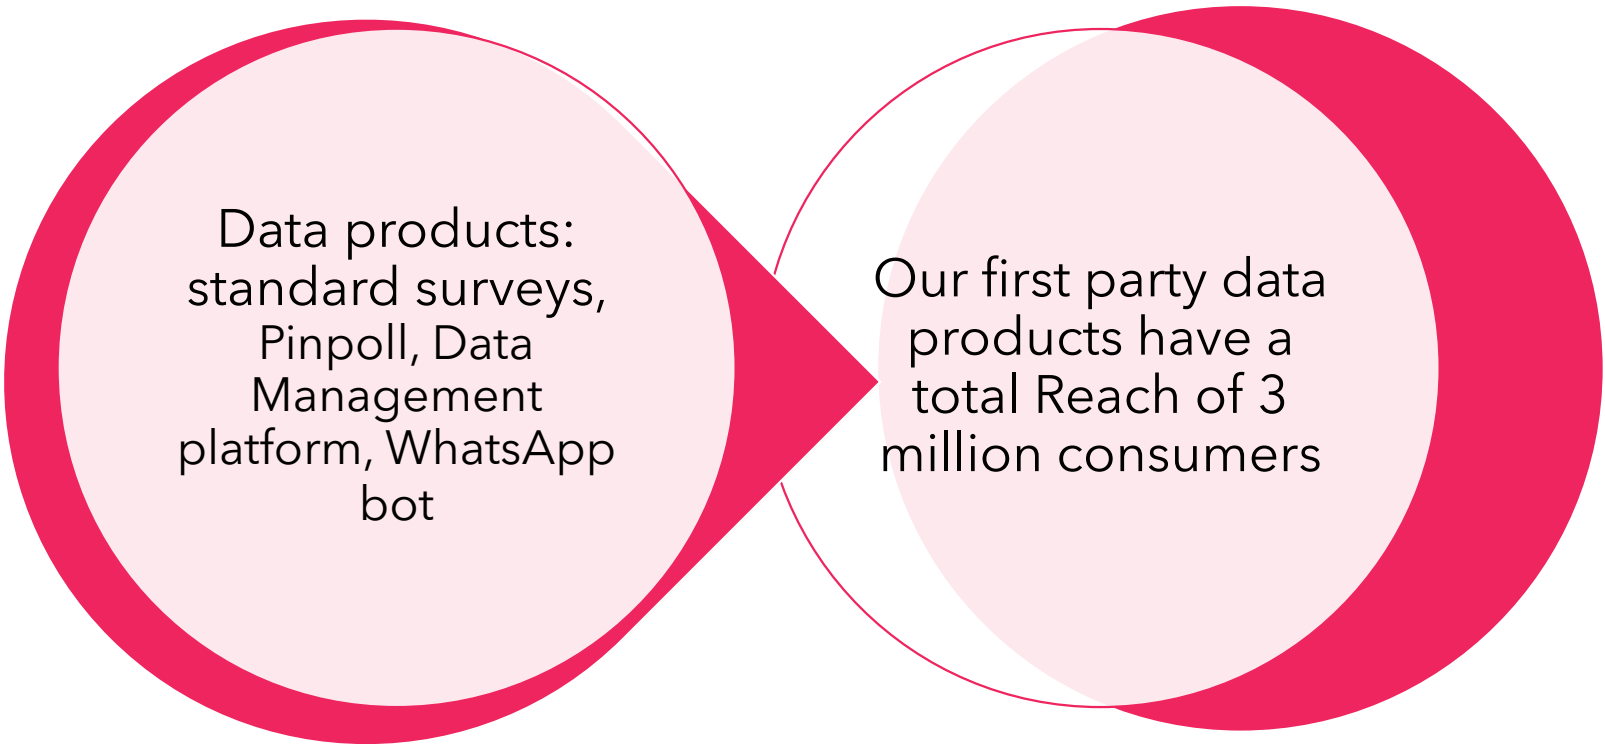 Data products:
standard surveys,
Pinpoll, Data
Management
platform, WhatsApp
bot
Our first party data
products have a
total Reach of 3
million consumers